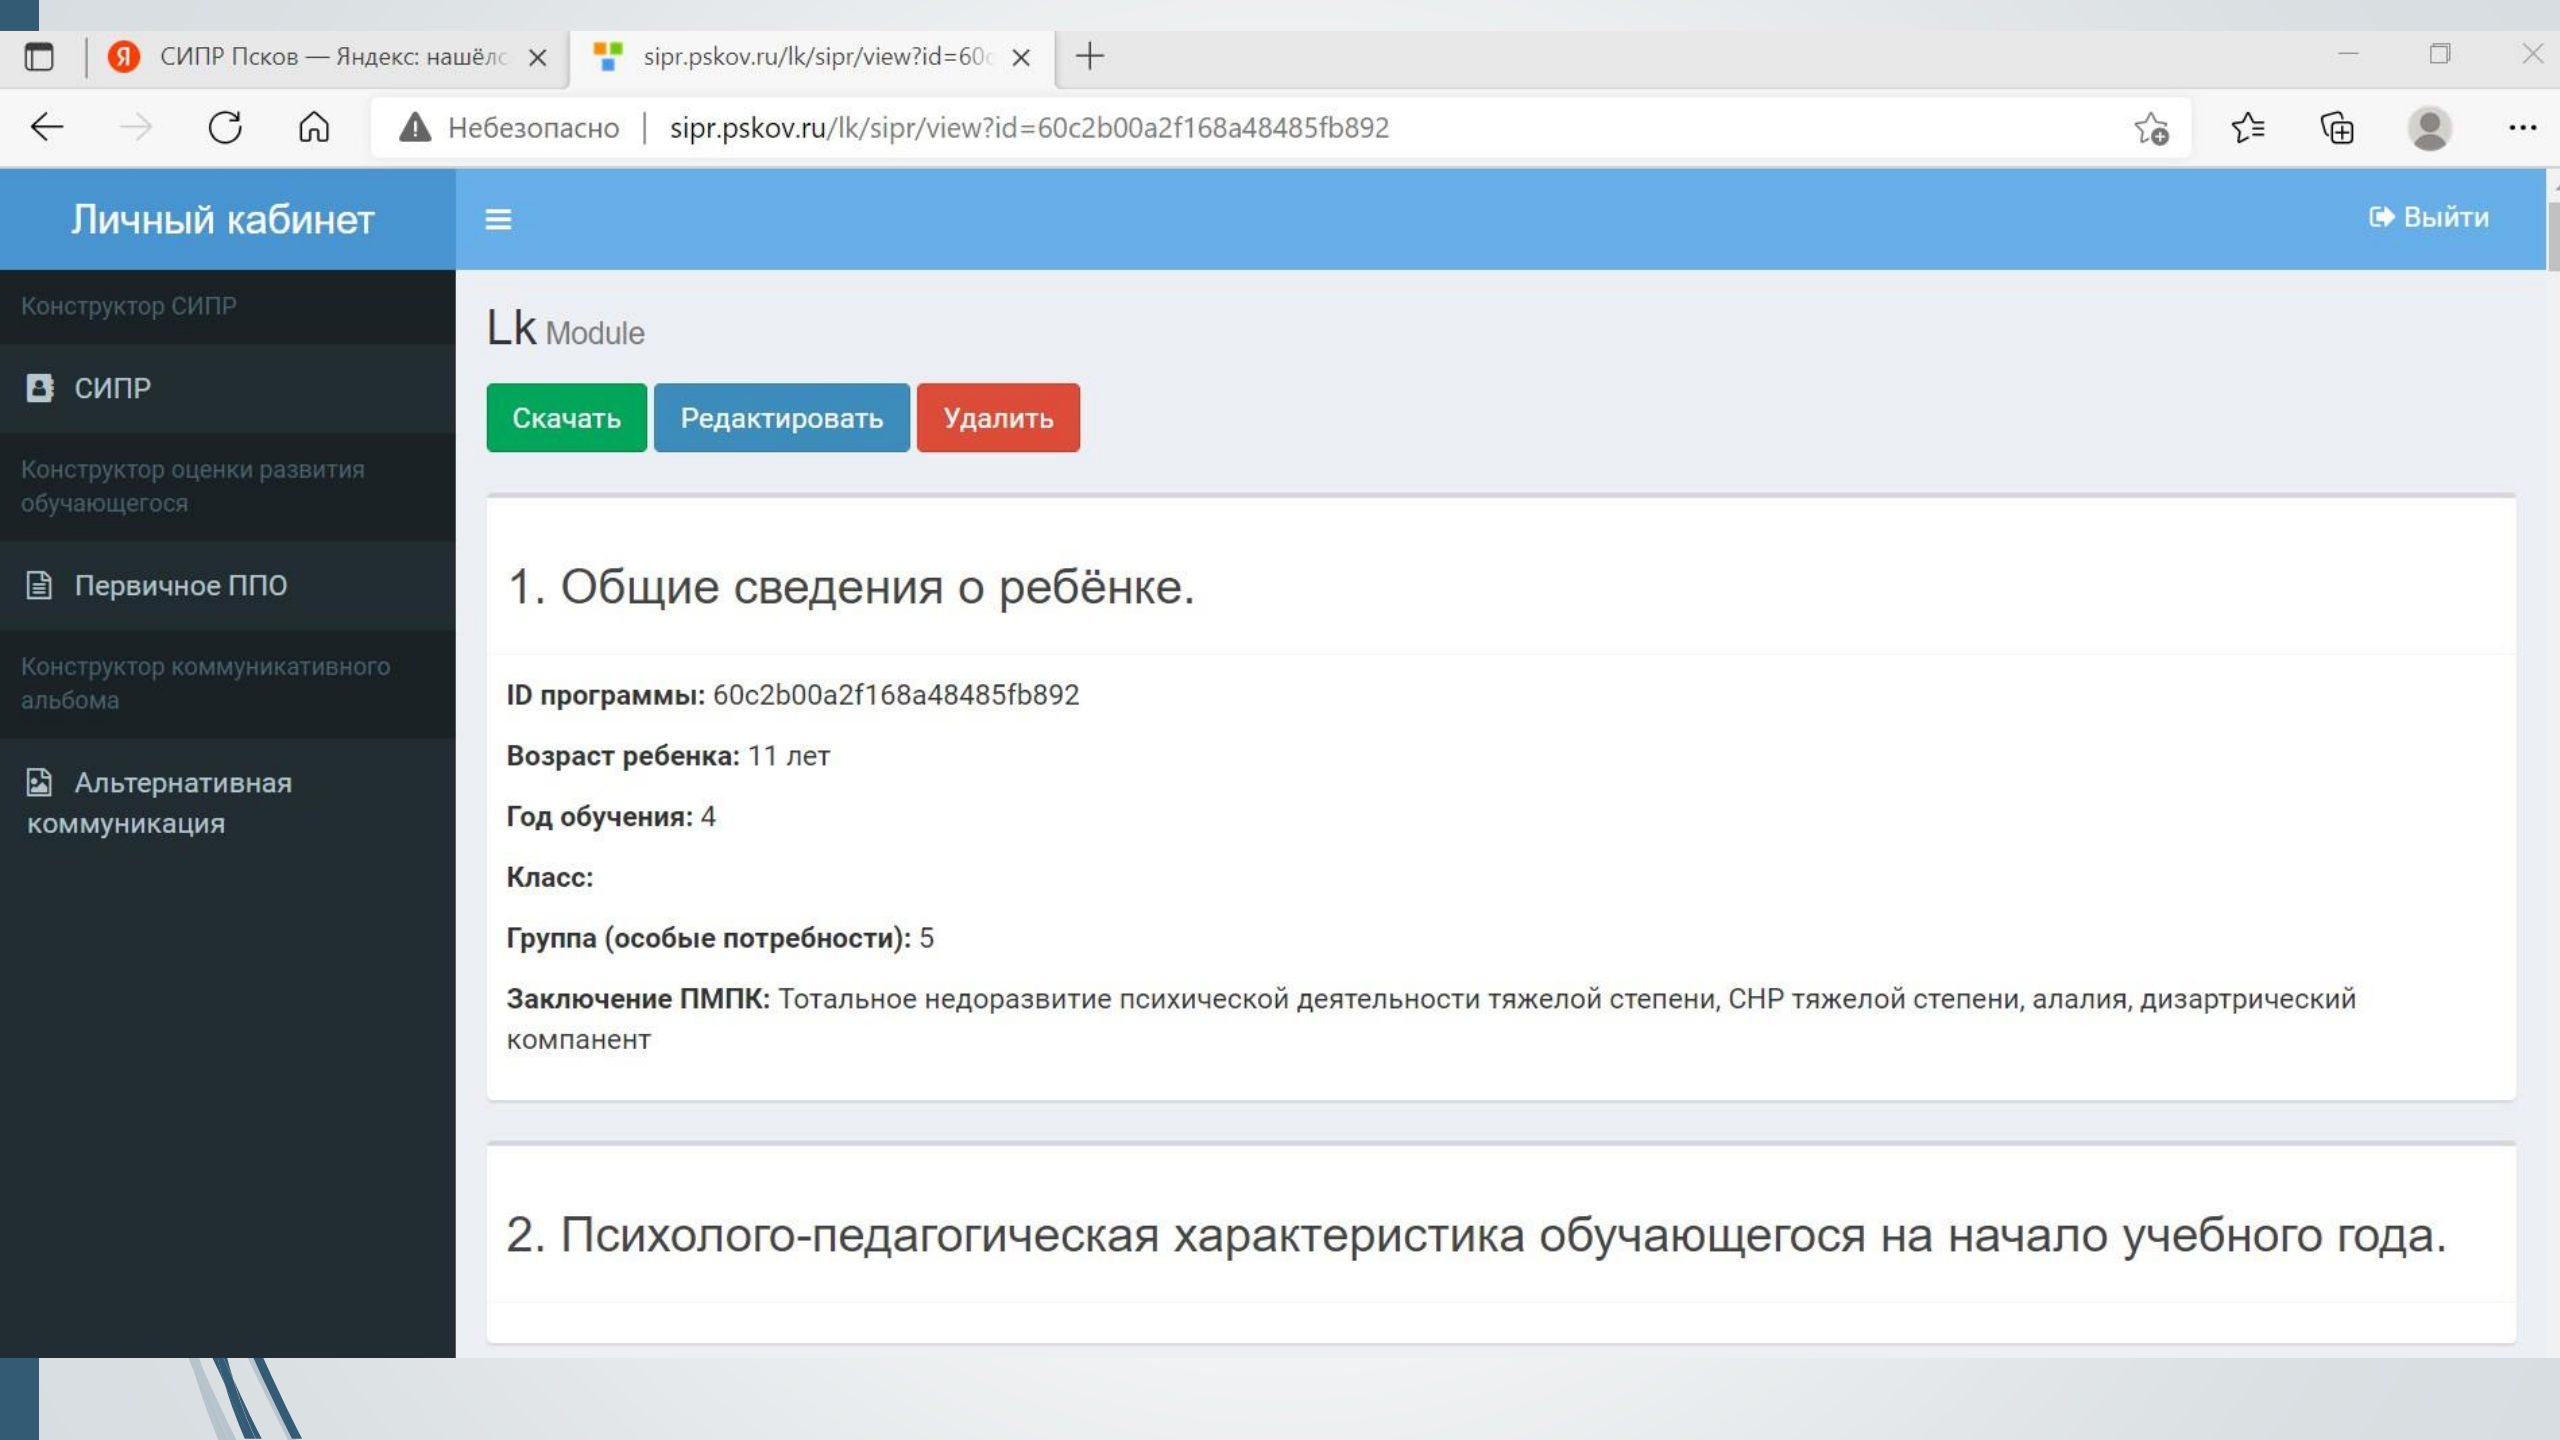 СИПР Псков — Яндекс: нашёлс
sipr.pskov.ru/lk/sipr/view?id=60c
Небезопасно | sipr.pskov.ru/lk/sipr/view?id=60c2b00a2f168a48485fb892
Личный кабинет
Выйти
Конструктор СИПР
СИПР
Конструктор оценки развития
обучающегося
Первичное ППО
Конструктор коммуникативного
альбома
Альтернативная
коммуникация
Lk Module
Скачать Редактировать Удалить
1. Общие сведения о ребёнке.
ID программы: 60c2b00a2f168a48485fb892
Возраст ребенка: 11 лет
Год обучения: 4
Класс:
Группа (особые потребности): 5
Заключение ПМПК: Тотальное недоразвитие психической деятельности тяжелой степени, СНР тяжелой степени, алалия, дизартрический
компанент
2. Психолого-педагогическая характеристика обучающегося на начало учебного года.